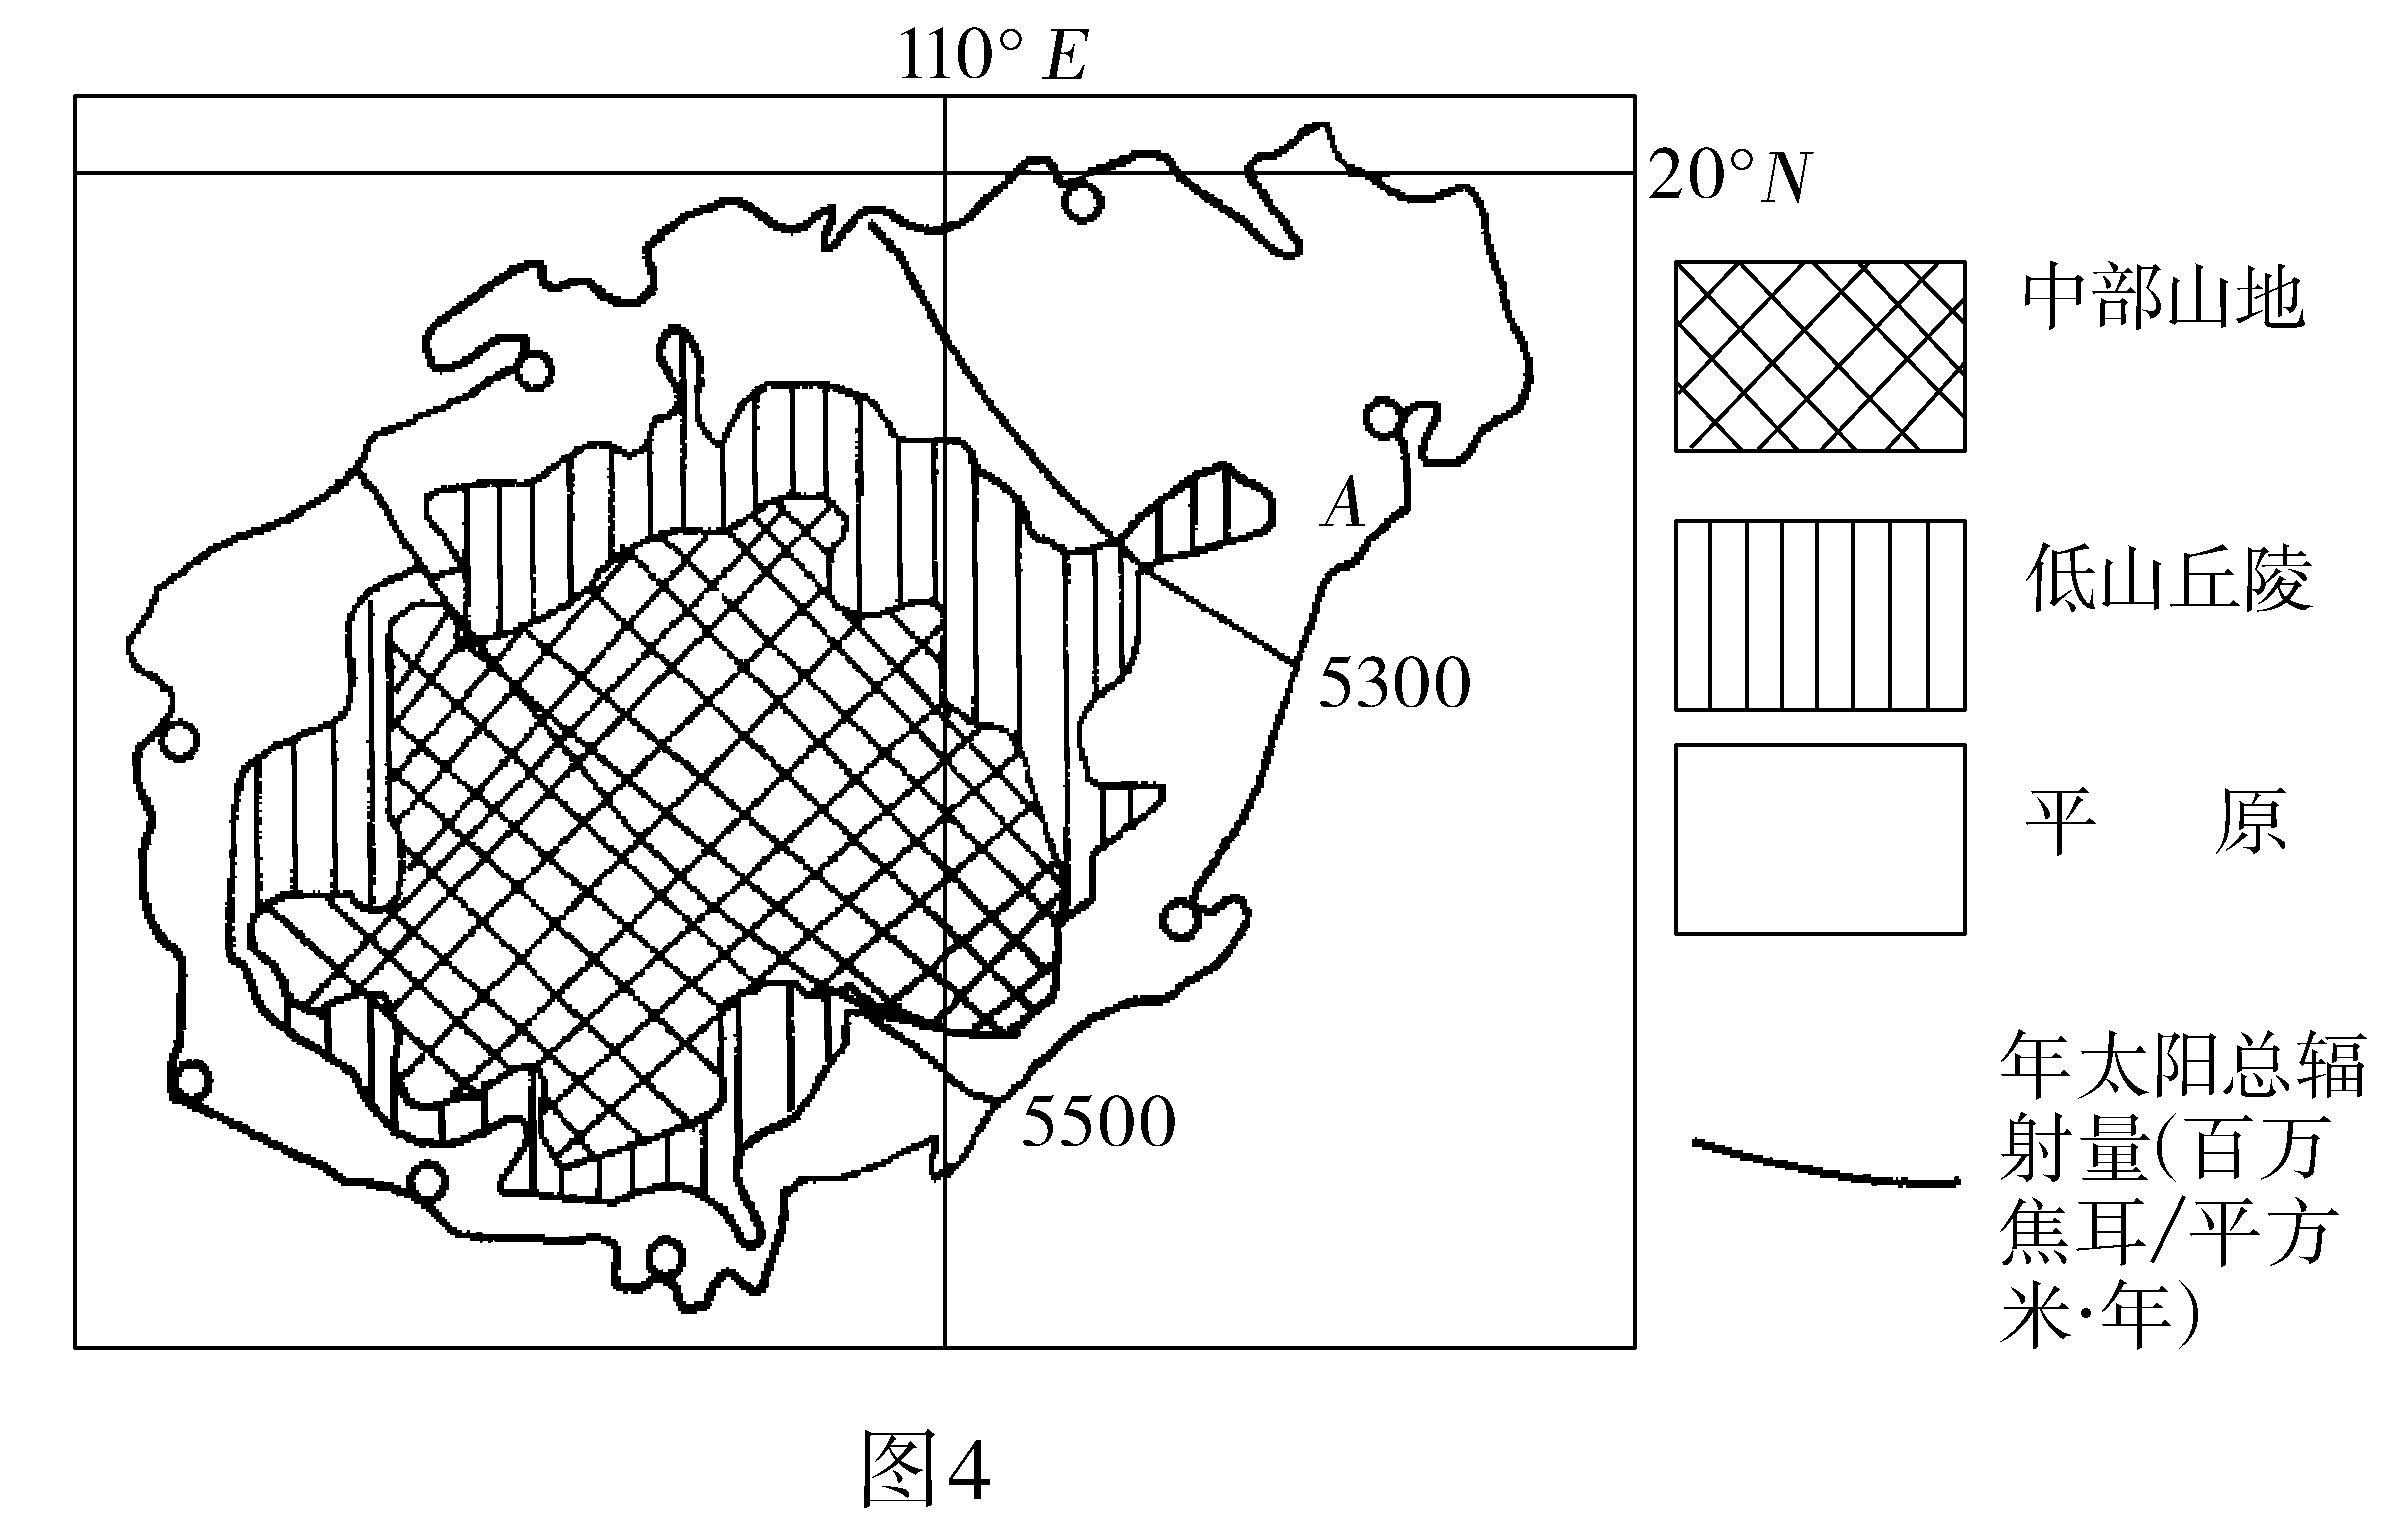 110° E
20°N
中部山地
低山丘陵
平 原
年太阳总辐
射量(百万
焦耳/平方
米·年)
A
5300
5500
图4